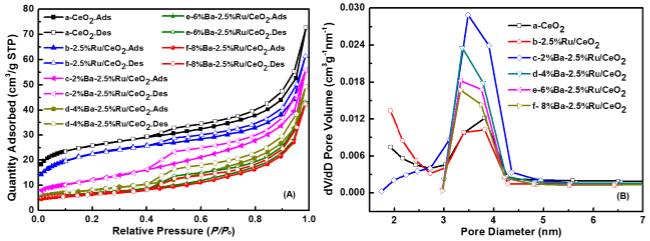 80
70
60
50
40
30
20
10
0
Quantity Adsorbed (cm³/g STP)
a-CeO₂.Ads
a-CeO₂.Des
b-2.5%Ru/CeO₂.Ads
b-2.5%Ru/CeO₂.Des
c-2%Ba-2.5%Ru/CeO₂.Ads
c-2%Ba-2.5%Ru/CeO₂.Des
d-4%Ba-2.5%Ru/CeO₂.Ads
d-4%Ba-2.5%Ru/CeO₂.Des
e-6%Ba-2.5%Ru/CeO₂.Ads
e-6%Ba-2.5%Ru/CeO₂.Des
f-8%Ba-2.5%Ru/CeO₂.Ads
f-8%Ba-2.5%Ru/CeO₂.Des
(A)
0.0 0.2 0.4 0.6 0.8 1.0
Relative Pressure (P/P₀)
0.030
0.024
0.018
0.012
0.006
0.000
dV/dD Pore Volume (cm³g⁻¹nm⁻¹)
a-CeO₂
b-2.5%Ru/CeO₂
c-2%Ba-2.5%Ru/CeO₂
d-4%Ba-2.5%Ru/CeO₂
e-6%Ba-2.5%Ru/CeO₂
f- 8%Ba-2.5%Ru/CeO₂
(B)
2 3 4 5 6 7
Pore Diameter (nm)